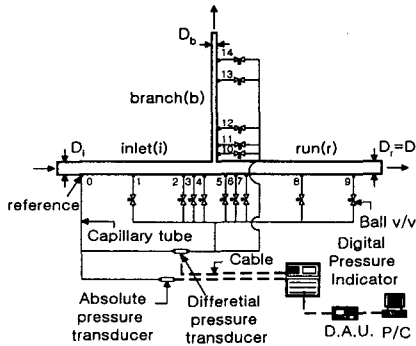 D_b
14
13
branch(b)
12
11
10
D_i
inlet(i)
run(r)
D_r=D
0
1
2
3
4
5
6
7
8
9
reference
Ball v/v
Capillary tube
Digital
Pressure
Indicator
Cable
Absolute
pressure
transducer
Differetial
pressure
transducer
D.A.U.
P/C